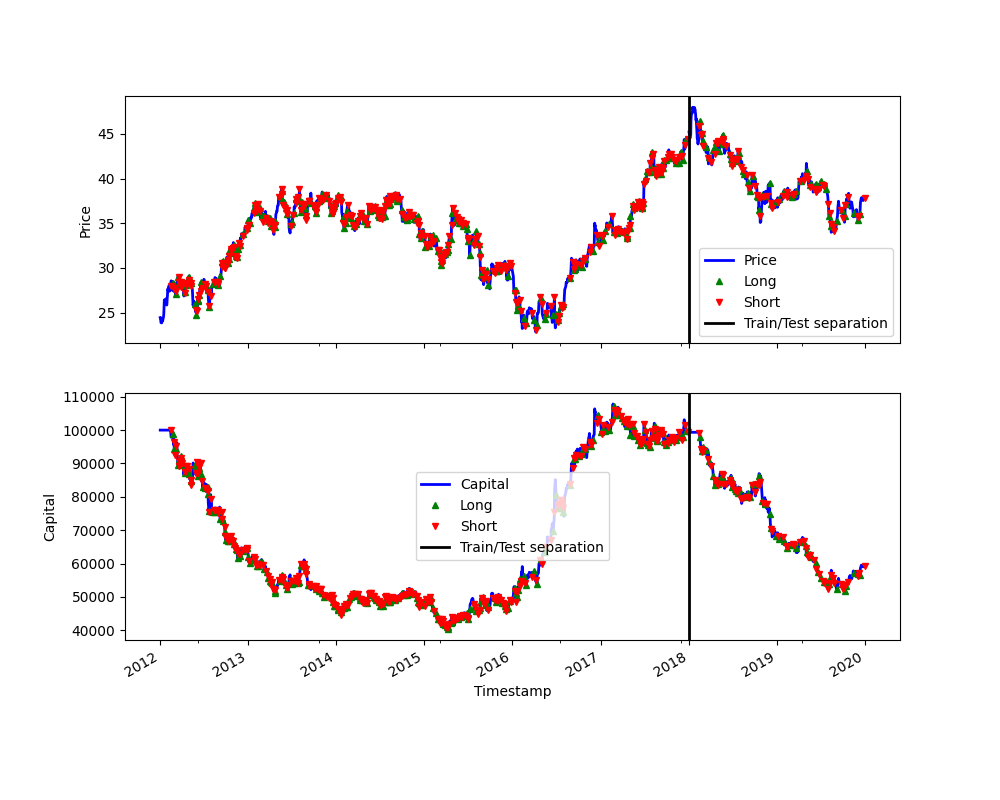 45
40
35
30
25
Price
Price
Long
Short
Train/Test separation
110000
100000
90000
80000
70000
60000
50000
40000
Capital
Capital
Long
Short
Train/Test separation
2012 2013 2014 2015 2016 2017 2018 2019 2020
Timestamp